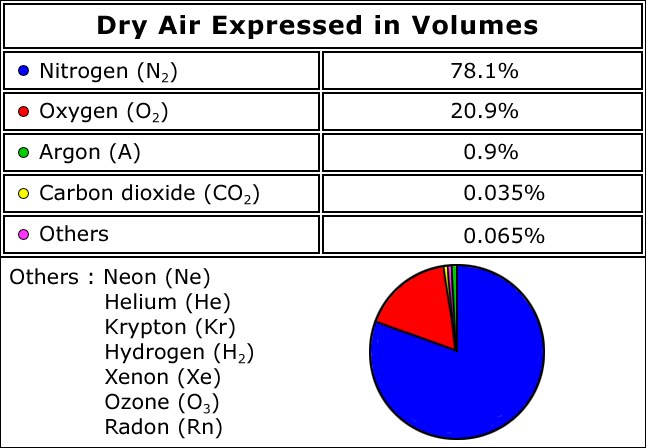 Dry Air Expressed in Volumes
Nitrogen (N₂) 78.1%
Oxygen (O₂) 20.9%
Argon (A) 0.9%
Carbon dioxide (CO₂) 0.035%
Others 0.065%
Others : Neon (Ne)
Helium (He)
Krypton (Kr)
Hydrogen (H₂)
Xenon (Xe)
Ozone (O₃)
Radon (Rn)